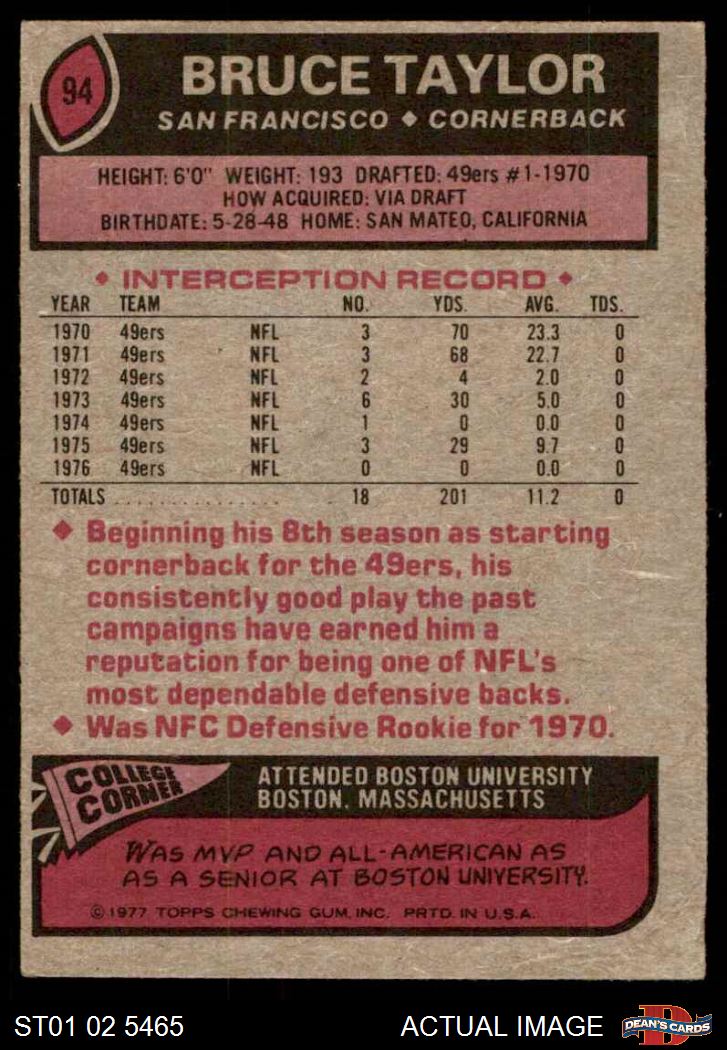 94
BRUCE TAYLOR
SAN FRANCISCO ◆ CORNERBACK
HEIGHT: 6'0" WEIGHT: 193 DRAFTED: 49ers #1-1970
HOW ACQUIRED: VIA DRAFT
BIRTHDATE: 5-28-48 HOME: SAN MATEO, CALIFORNIA
◆ INTERCEPTION RECORD ◆
YEAR TEAM NO. YDS. AVG. TDS.
1970 49ers NFL 3 70 23.3 0
1971 49ers NFL 3 68 22.7 0
1972 49ers NFL 2 4 2.0 0
1973 49ers NFL 6 30 5.0 0
1974 49ers NFL 1 0 0.0 0
1975 49ers NFL 3 29 9.7 0
1976 49ers NFL 0 0 0.0 0
TOTALS ................ 18 201 11.2 0
◆ Beginning his 8th season as starting
cornerback for the 49ers, his
consistently good play the past
campaigns have earned him a
reputation for being one of NFL's
most dependable defensive backs.
◆ Was NFC Defensive Rookie for 1970.
COLLEGE
CORNER
ATTENDED BOSTON UNIVERSITY
BOSTON, MASSACHUSETTS
WAS MVP AND ALL-AMERICAN AS
AS A SENIOR AT BOSTON UNIVERSITY.
©1977 TOPPS CHEWING GUM, INC. PRTD. IN U.S.A.
ST01 02 5465
ACTUAL IMAGE
D
DEAN'S CARDS